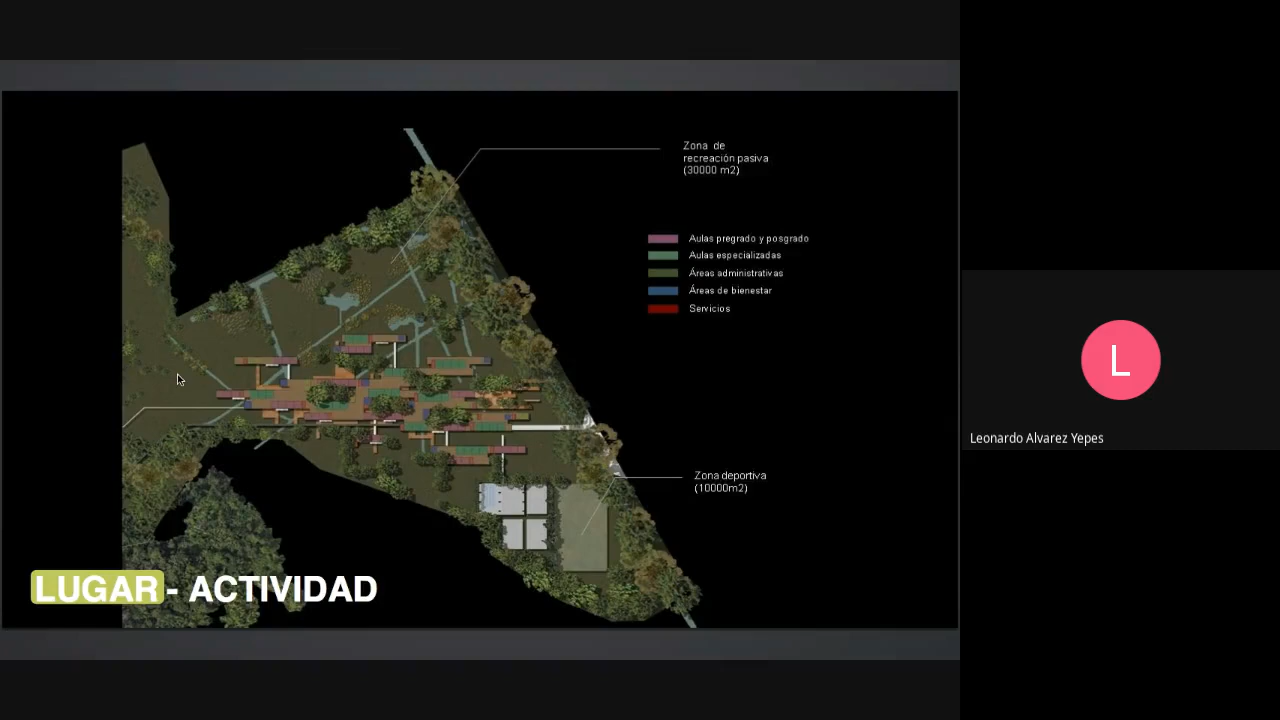 Zona de
recreación pasiva
(30000 m2)
Aulas pregrado y posgrado
Aulas especializadas
Áreas administrativas
Áreas de bienestar
Servicios
Zona deportiva
(10000m2)
LUGAR - ACTIVIDAD
L
Leonardo Alvarez Yepes